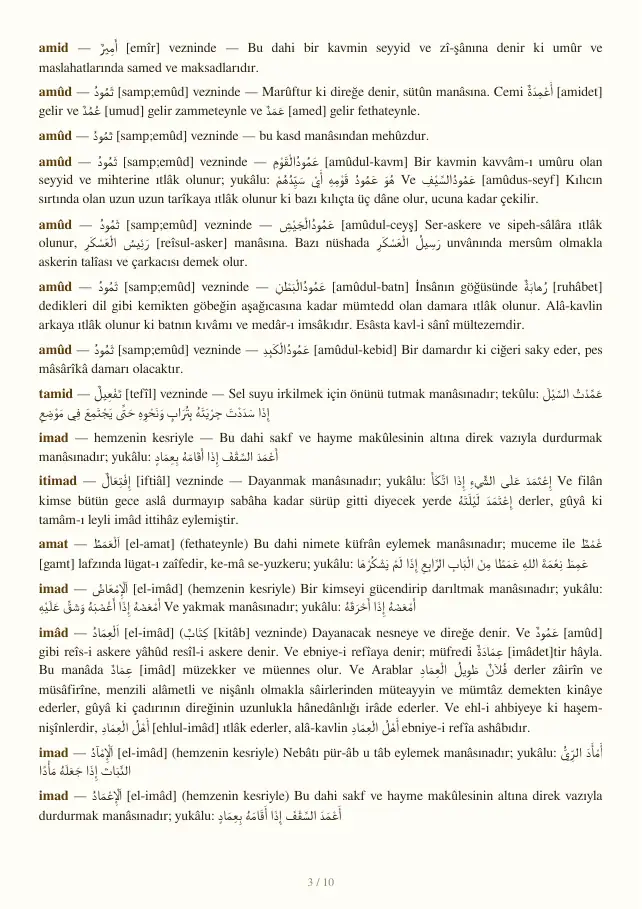 amid — أَمِيرٌ [emîr] vezninde — Bu dahi bir kavmin seyyid ve zî-şânına denir ki umûr ve
maslahatlarında samed ve maksadlarıdır.
amûd — ثَمُودُ [samp;emûd] vezninde — Marûftur ki direğe denir, sütûn manâsına. Cemi أَعْمِدَةٌ [amidet]
gelir ve عُمُدٌ [umud] gelir zammeteynle ve عَمَدٌ [amed] gelir fethateynle.
amûd — ثَمُودُ [samp;emûd] vezninde — bu kasd manâsından mehûzdur.
amûd — ثَمُودُ [samp;emûd] vezninde — عَمُودُالْقَوْمِ [amûdul-kavm] Bir kavmin kavvâm-ı umûru olan
seyyid ve mihterine ıtlâk olunur; yukâlu: هُوَ عَمُودُ قَوْمِهِ أَيْ سَيِّدُهُمْ Ve عَمُودُالسَّيْفِ [amûdus-seyf] Kılıcın
sırtında olan uzun uzun tarîkaya ıtlâk olunur ki bazı kılıçta üç dâne olur, ucuna kadar çekilir.
amûd — ثَمُودُ [samp;emûd] vezninde — عَمُودُالْجَيْشِ [amûdul-ceyş] Ser-askere ve sipeh-sâlâra ıtlâk
olunur, رَئِيسُ الْعَسْكَرِ [reîsul-asker] manâsına. Bazı nüshada رَسِيلُ الْعَسْكَرِ unvânında mersûm olmakla
askerin talîası ve çarkacısı demek olur.
amûd — ثَمُودُ [samp;emûd] vezninde — عَمُودُالْبَطْنِ [amûdul-batn] İnsânın göğüsünde رُهَابَةٌ [ruhâbet]
dedikleri dil gibi kemikten göbeğin aşağıcasına kadar mümtedd olan damara ıtlâk olunur. Alâ-kavlin
arkaya ıtlâk olunur ki batnın kıvâmı ve medâr-ı imsâkıdır. Esâsta kavl-i sânî mültezemdir.
amûd — ثَمُودُ [samp;emûd] vezninde — عَمُودُالْكَبِدِ [amûdul-kebid] Bir damardır ki ciğeri saky eder, pes
mâsârîkâ damarı olacaktır.
tamid — تَفْعِيلٌ [tefîl] vezninde — Sel suyu irkilmek için önünü tutmak manâsınadır; tekûlu: عَمَّدْتُ السَّيْلَ
إِذَا سَدَدْتَ جِرْيَتَهُ بِتُرَابٍ وَنَحْوِهِ حَتَّى يَجْتَمِعَ فِي مَوْضِعٍ
imad — hemzenin kesriyle — Bu dahi sakf ve hayme makûlesinin altına direk vazıyla durdurmak
manâsınadır; yukâlu: أَعْمَدَ السَّقْفَ إِذَا أَقَامَهُ بِعِمَادٍ
itimad — إِفْتِعَالٌ [iftiâl] vezninde — Dayanmak manâsınadır; yukâlu: إِعْتَمَدَ عَلَى الشَّيْءِ إِذَا اتَّكَأَ Ve filân
kimse bütün gece aslâ durmayıp sabâha kadar sürüp gitti diyecek yerde إِعْتَمَدَ لَيْلَتَهُ derler, gûyâ ki
tamâm-ı leyli imâd ittihâz eylemiştir.
amat — اَلْعَمَطُ [el-amat] (fethateynle) Bu dahi nimete küfrân eylemek manâsınadır; muceme ile غَمْطٌ
[gamt] lafzında lügat-ı zaîfedir, ke-mâ se-yuzkeru; yukâlu: عَمِطَ نِعْمَةَ اللهِ عَمَطًا مِنَ الْبَابِ الرَّابِعِ إِذَا لَمْ يَشْكُرْهَا
imad — اَلْإِمْعَاضُ [el-imâd] (hemzenin kesriyle) Bir kimseyi gücendirip darıltmak manâsınadır; yukâlu:
أَمْعَضَهُ إِذَا أَغْضَبَهُ وَشَقَّ عَلَيْهِ Ve yakmak manâsınadır; yukâlu: أَمْعَضَهُ إِذَا أَحْرَقَهُ
imâd — اَلْعِمَادُ [el-imâd] (كِتَابٌ [kitâb] vezninde) Dayanacak nesneye ve direğe denir. Ve عَمُودٌ [amûd]
gibi reîs-i askere yâhûd resîl-i askere denir. Ve ebniye-i refîaya denir; müfredi عِمَادَةٌ [imâdet]tir hâyla.
Bu manâda عِمَادٌ [imâd] müzekker ve müennes olur. Ve Arablar فُلاَنٌ طَوِيلُ الْعِمَادِ derler zâirîn ve
müsâfirîne, menzili alâmetli ve nişânlı olmakla sâirlerinden müteayyin ve mümtâz demekten kinâye
ederler, gûyâ ki çadırının direğinin uzunlukla hânedânlığı irâde ederler. Ve ehl-i ahbiyeye ki haşem-
nişînlerdir, أَهْلُ الْعِمَادِ [ehlul-imâd] ıtlâk ederler, alâ-kavlin أَهْلُ الْعِمَادِ ebniye-i refîa ashâbıdır.
imad — اَلْإِمْآدُ [el-imâd] (hemzenin kesriyle) Nebâtı pür-âb u tâb eylemek manâsınadır; yukâlu: أَمْأَدَ الرِّيُّ
النَّبَاتَ إِذَا جَعَلَهُ مَأْدًا
imad — اَلْإِعْمَادُ [el-imâd] (hemzenin kesriyle) Bu dahi sakf ve hayme makûlesinin altına direk vazıyla
durdurmak manâsınadır; yukâlu: أَعْمَدَ السَّقْفَ إِذَا أَقَامَهُ بِعِمَادٍ
3 / 10